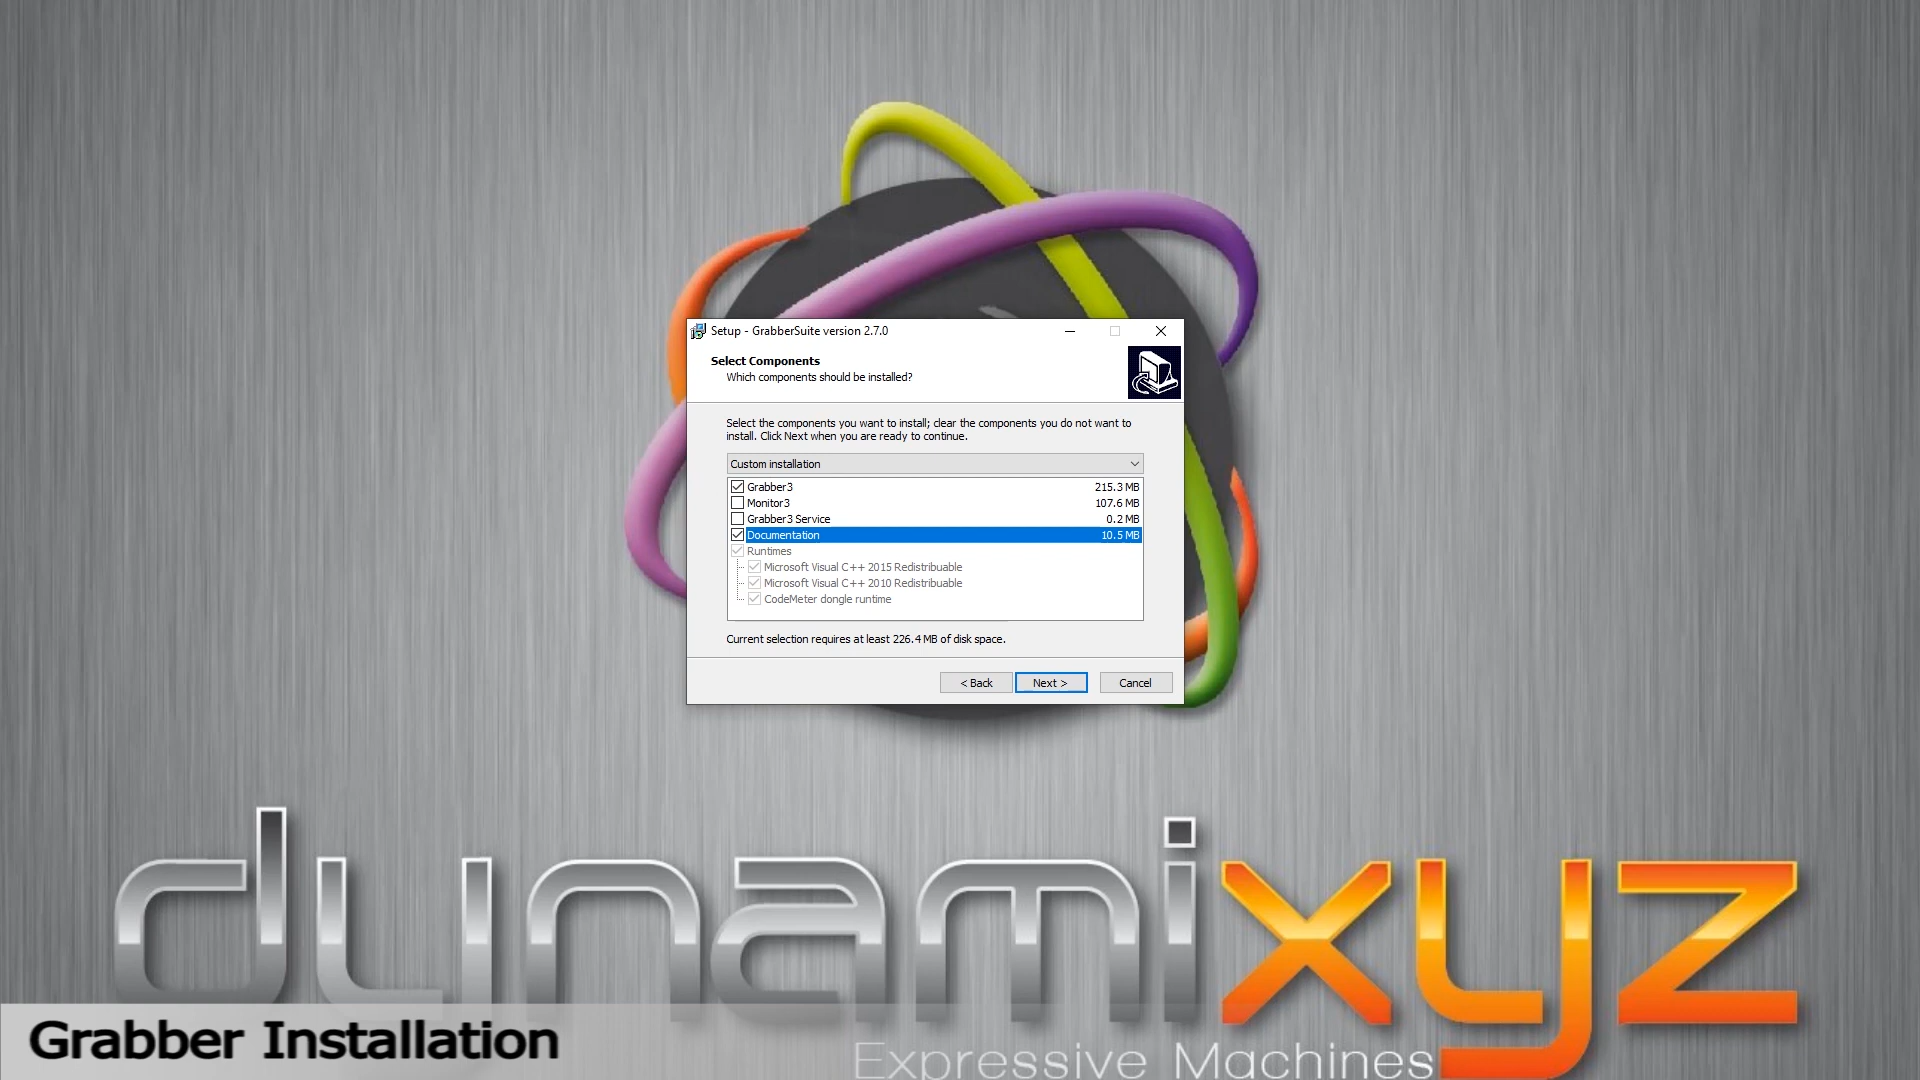 Setup - GrabberSuite version 2.7.0
Select Components
Which components should be installed?
Select the components you want to install; clear the components you do not want to
install. Click Next when you are ready to continue.
Custom installation
Grabber3 215.3 MB
Monitor3 107.6 MB
Grabber3 Service 0.2 MB
Documentation 10.5 MB
Runtimes
Microsoft Visual C++ 2015 Redistribuable
Microsoft Visual C++ 2010 Redistribuable
CodeMeter dongle runtime
Current selection requires at least 226.4 MB of disk space.
< Back Next > Cancel
dynamixyz
Grabber Installation
Expressive Machines